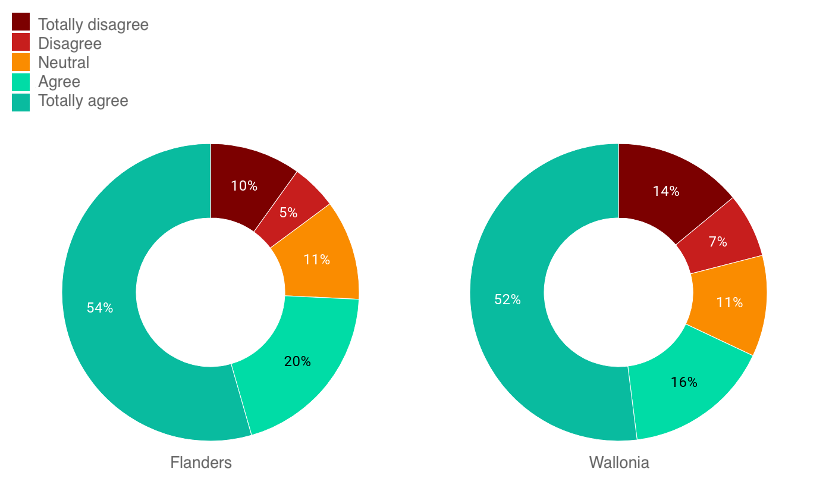 Totally disagree
Disagree
Neutral
Agree
Totally agree
10%
5%
11%
20%
54%
14%
7%
11%
16%
52%
Flanders
Wallonia